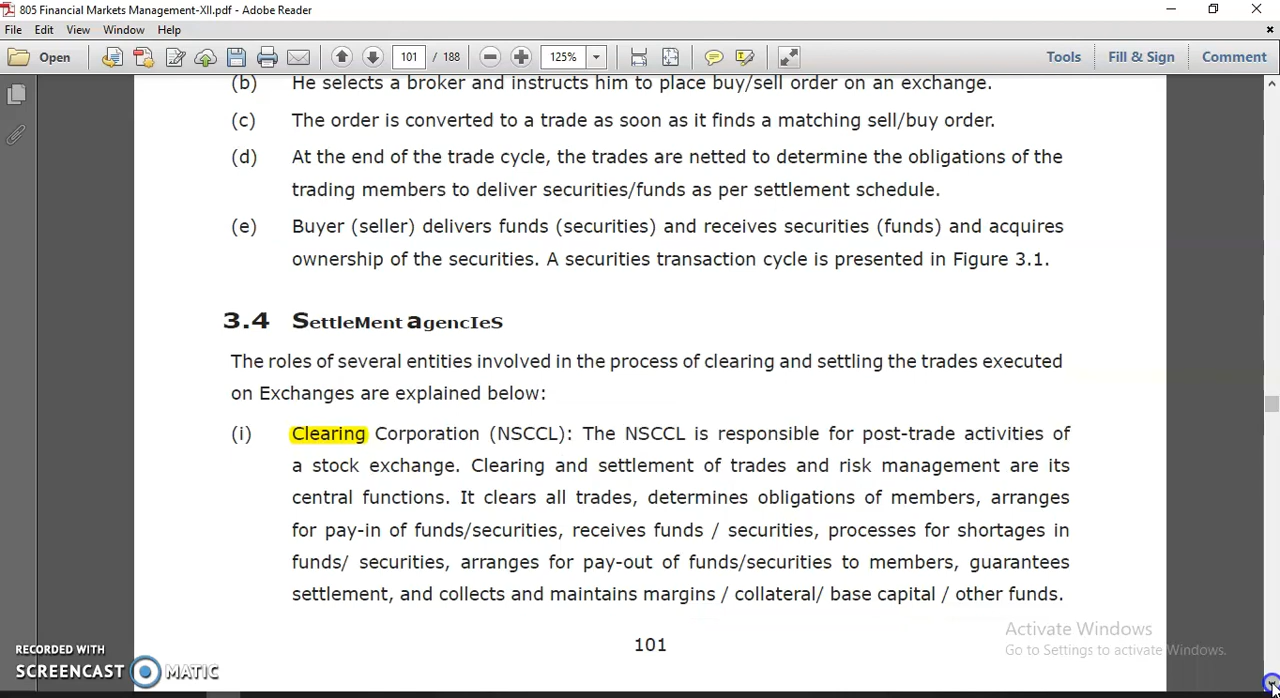 805 Financial Markets Management-XII.pdf - Adobe Reader
File Edit View Window Help
Open 101 / 188 125% Tools Fill & Sign Comment
(b) He selects a broker and instructs him to place buy/sell order on an exchange.
(c) The order is converted to a trade as soon as it finds a matching sell/buy order.
(d) At the end of the trade cycle, the trades are netted to determine the obligations of the
trading members to deliver securities/funds as per settlement schedule.
(e) Buyer (seller) delivers funds (securities) and receives securities (funds) and acquires
ownership of the securities. A securities transaction cycle is presented in Figure 3.1.
3.4 SettleMent agencIeS
The roles of several entities involved in the process of clearing and settling the trades executed
on Exchanges are explained below:
(i) Clearing Corporation (NSCCL): The NSCCL is responsible for post-trade activities of
a stock exchange. Clearing and settlement of trades and risk management are its
central functions. It clears all trades, determines obligations of members, arranges
for pay-in of funds/securities, receives funds / securities, processes for shortages in
funds/ securities, arranges for pay-out of funds/securities to members, guarantees
settlement, and collects and maintains margins / collateral/ base capital / other funds.
101
Activate Windows
Go to Settings to activate Windows.
RECORDED WITH
SCREENCAST MATIC